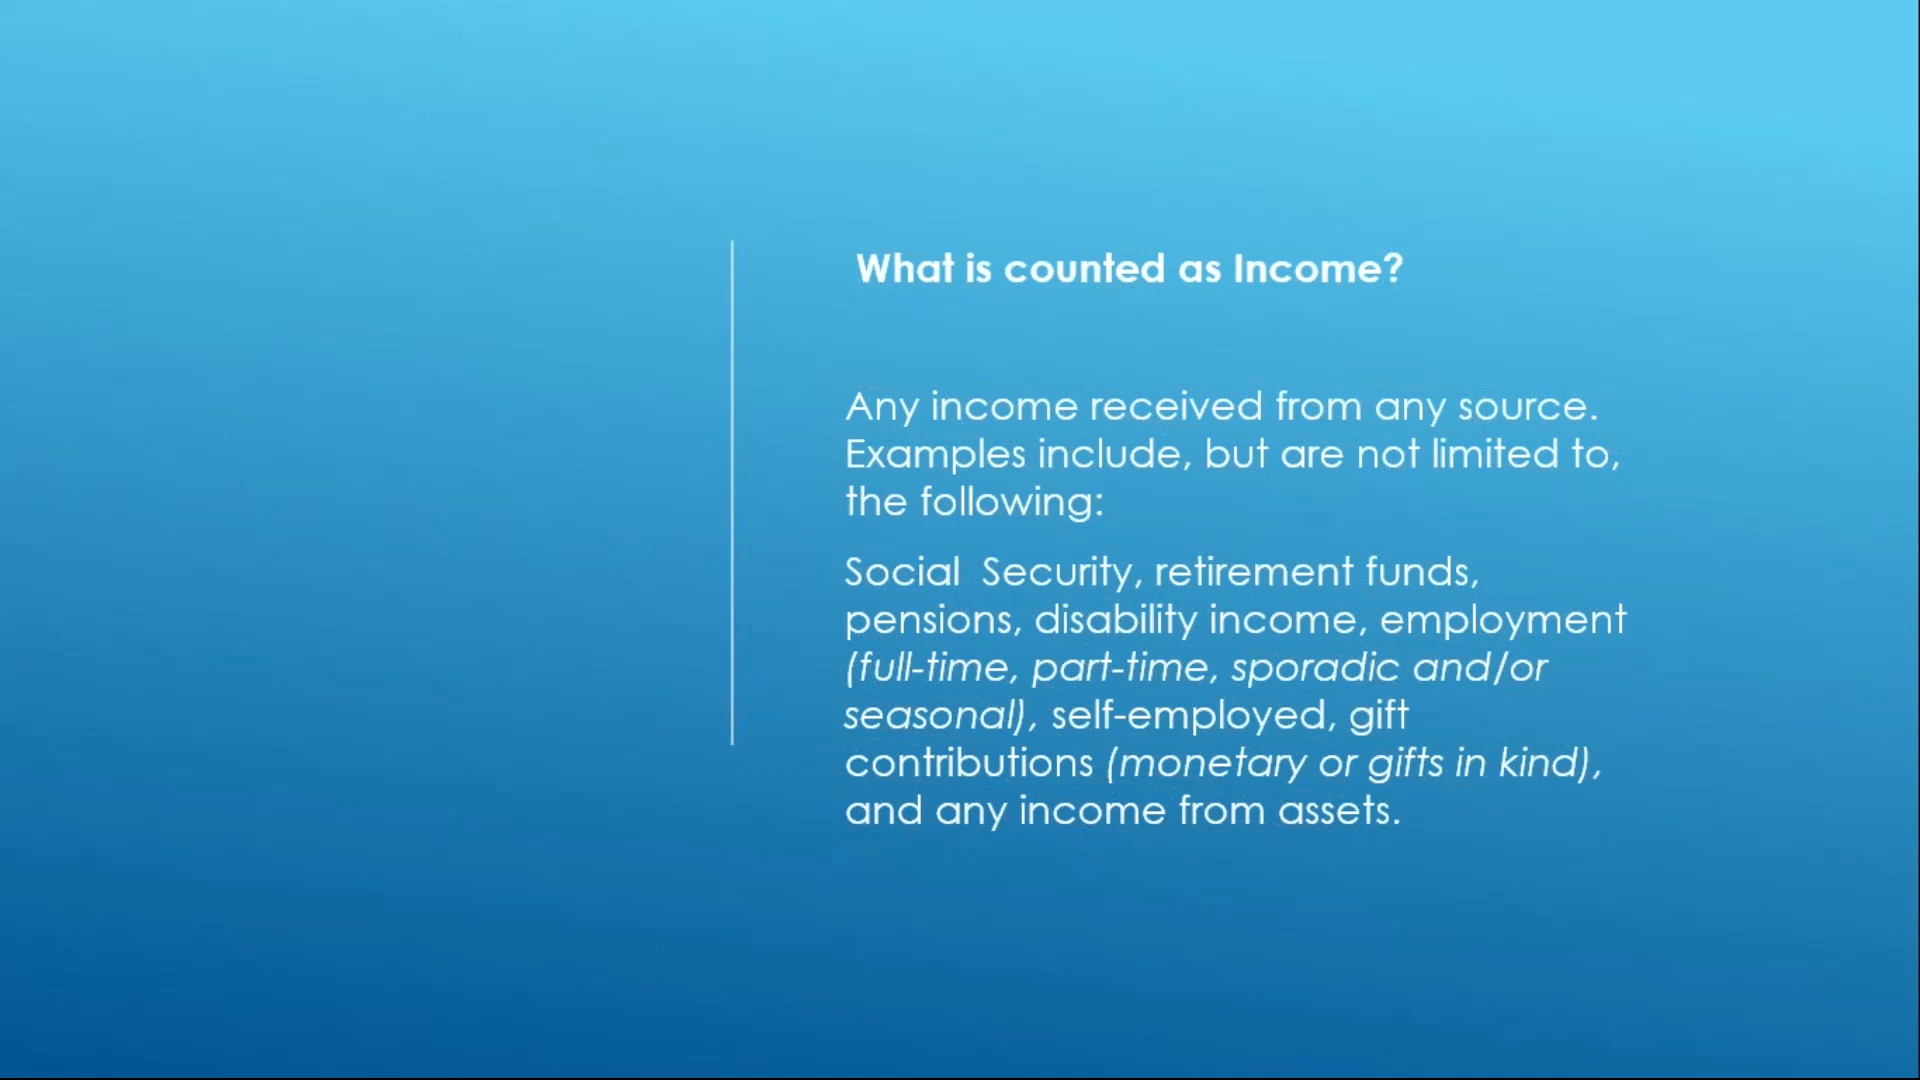 What is counted as Income?
Any income received from any source.
Examples include, but are not limited to,
the following:
Social  Security, retirement funds,
pensions, disability income, employment
(full-time, part-time, sporadic and/or
seasonal), self-employed, gift
contributions (monetary or gifts in kind),
and any income from assets.